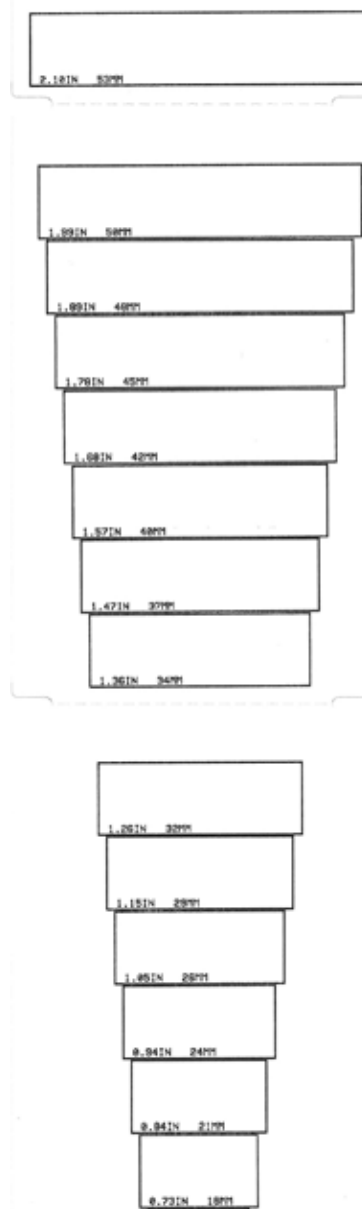 2.10IN 53MM
1.99IN 50MM
1.89IN 48MM
1.78IN 45MM
1.68IN 42MM
1.57IN 40MM
1.47IN 37MM
1.36IN 34MM
1.26IN 32MM
1.15IN 29MM
1.05IN 26MM
0.94IN 24MM
0.84IN 21MM
0.73IN 18MM